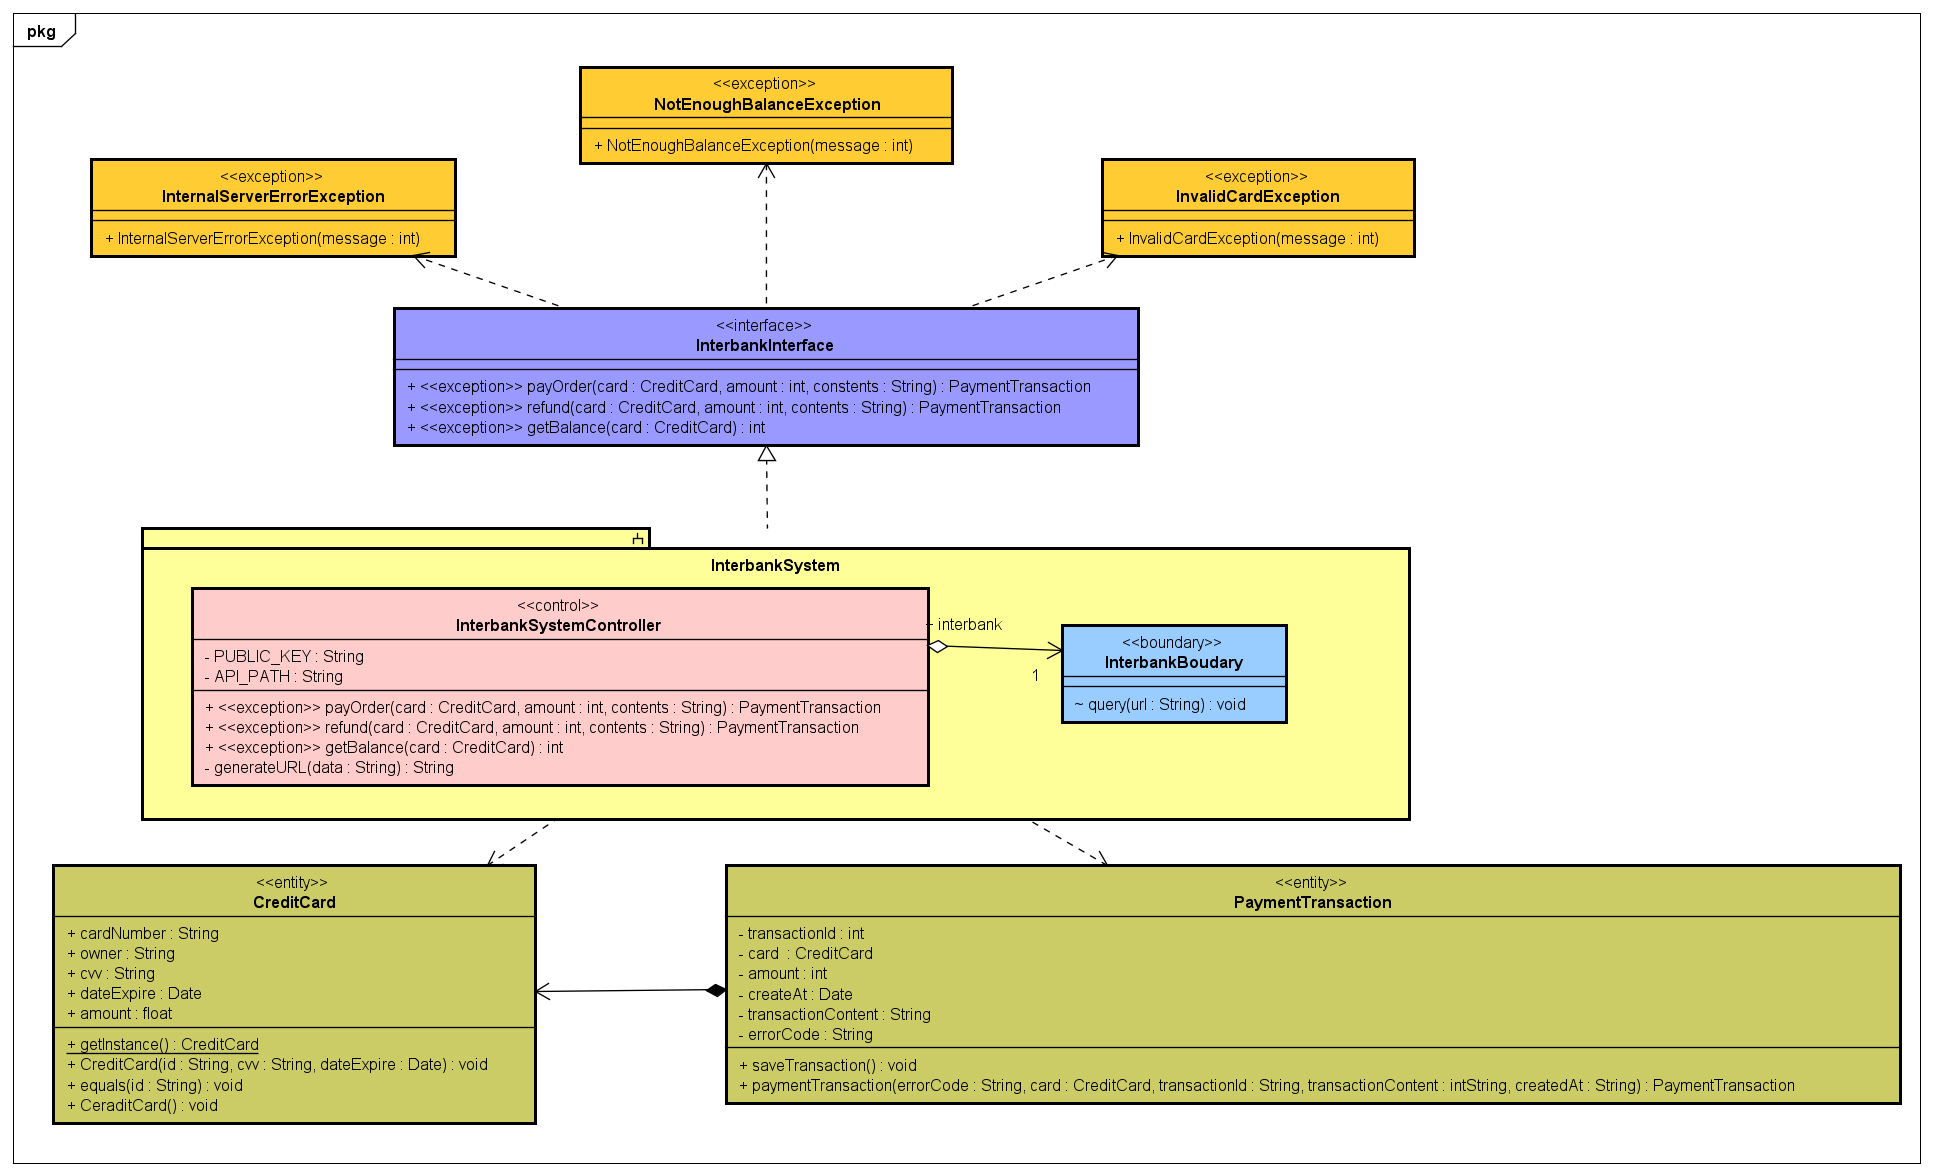 pkg
<<exception>>
NotEnoughBalanceException
+ NotEnoughBalanceException(message : int)
<<exception>>
InternalServerErrorException
+ InternalServerErrorException(message : int)
<<exception>>
InvalidCardException
+ InvalidCardException(message : int)
<<interface>>
InterbankInterface
+ <<exception>> payOrder(card : CreditCard, amount : int, constents : String) : PaymentTransaction
+ <<exception>> refund(card : CreditCard, amount : int, contents : String) : PaymentTransaction
+ <<exception>> getBalance(card : CreditCard) : int
InterbankSystem
<<control>>
InterbankSystemController
- PUBLIC_KEY : String
- API_PATH : String
+ <<exception>> payOrder(card : CreditCard, amount : int, contents : String) : PaymentTransaction
+ <<exception>> refund(card : CreditCard, amount : int, contents : String) : PaymentTransaction
+ <<exception>> getBalance(card : CreditCard) : int
- generateURL(data : String) : String
- interbank
1
<<boundary>>
InterbankBoudary
~ query(url : String) : void
<<entity>>
CreditCard
+ cardNumber : String
+ owner : String
+ cvv : String
+ dateExpire : Date
+ amount : float
+ getInstance() : CreditCard
+ CreditCard(id : String, cvv : String, dateExpire : Date) : void
+ equals(id : String) : void
+ CeraditCard() : void
<<entity>>
PaymentTransaction
- transactionId : int
- card : CreditCard
- amount : int
- createAt : Date
- transactionContent : String
- errorCode : String
+ saveTransaction() : void
+ paymentTransaction(errorCode : String, card : CreditCard, transactionId : String, transactionContent : intString, createdAt : String) : PaymentTransaction